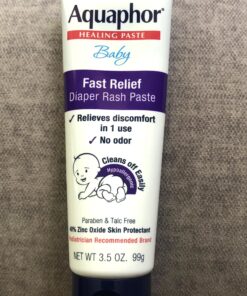 Aquaphor
HEALING PASTE
Baby
Fast Relief
Diaper Rash Paste
✓ Relieves discomfort
in 1 use
✓ No odor
Cleans off Easily
Hypoallergenic
Paraben & Talc Free
40% Zinc Oxide Skin Protectant
Pediatrician Recommended Brand
NET WT 3.5 OZ. 99g